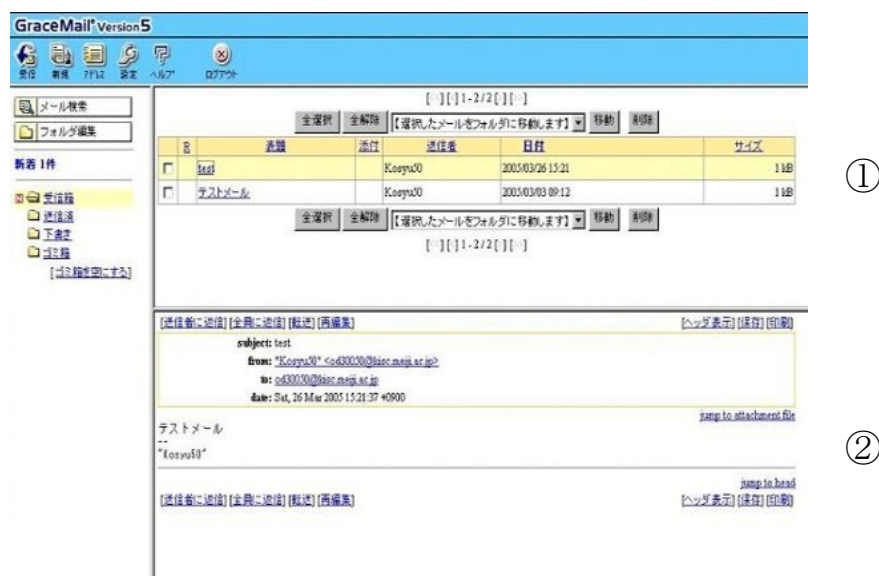 GraceMail® Version5
受信 新規 アドレス 設定 ヘルプ ログアウト
メール検索
フォルダ編集
新着 1件
受信箱
送信済
下書き
ゴミ箱
[ゴミ箱を空にする]
1-2/2
全選択 全解除 【選択したメールをフォルダに移動します】 移動 削除
R 表題 添付 送信者 日付 サイズ
test Kosyu50 2005/03/26 15:21 1 kB
テストメール Kosyu50 2005/03/03 09:12 1 kB
全選択 全解除 【選択したメールをフォルダに移動します】 移動 削除
1-2/2
①
[送信者に返信] [全員に返信] [転送] [再編集] [ヘッダ表示] [保存] [印刷]
subject: test
from: "Kosyu50" <od30050@kisc.meiji.ac.jp>
to: od30050@kisc.meiji.ac.jp
date: Sat, 26 Mar 2005 15:21:37 +0900
jump to attachment file
テストメール
--
"Kosyu50"
②
jump to head
[送信者に返信] [全員に返信] [転送] [再編集] [ヘッダ表示] [保存] [印刷]